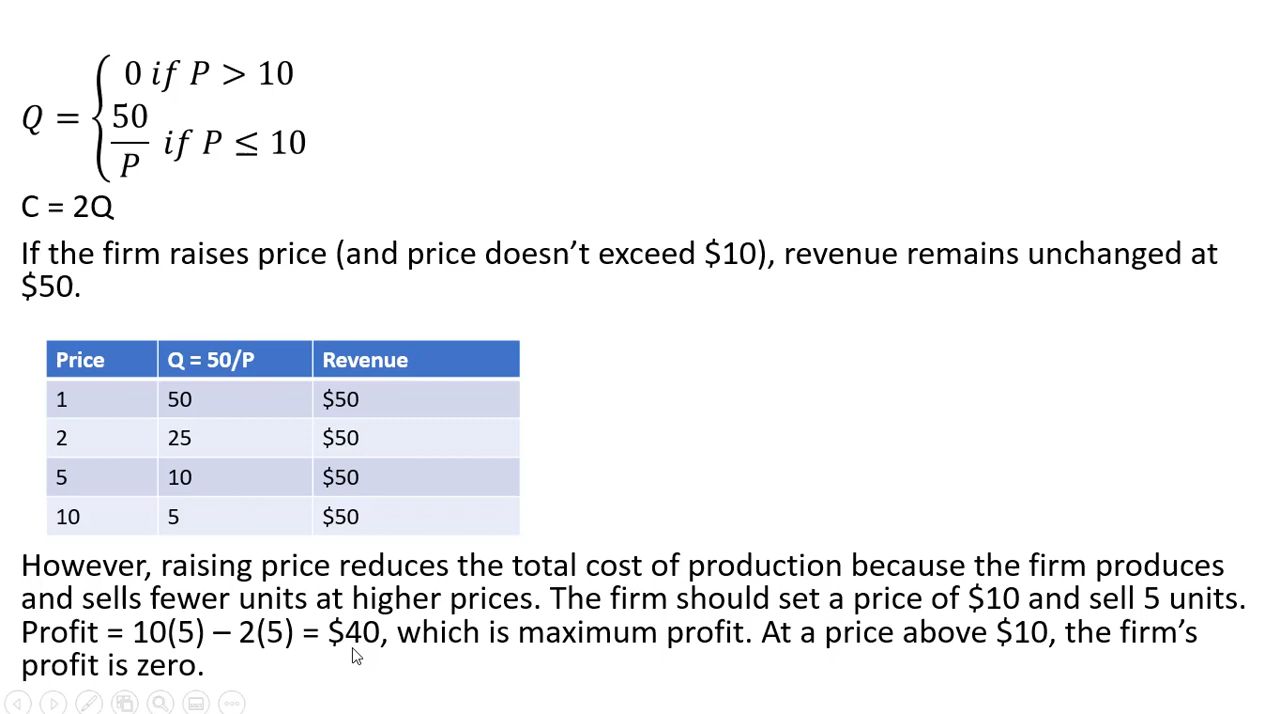 Q = { 0 if P > 10
50/P if P ≤ 10
C = 2Q
If the firm raises price (and price doesn’t exceed $10), revenue remains unchanged at
$50.
Price Q = 50/P Revenue
1 50 $50
2 25 $50
5 10 $50
10 5 $50
However, raising price reduces the total cost of production because the firm produces
and sells fewer units at higher prices. The firm should set a price of $10 and sell 5 units.
Profit = 10(5) – 2(5) = $40, which is maximum profit. At a price above $10, the firm’s
profit is zero.